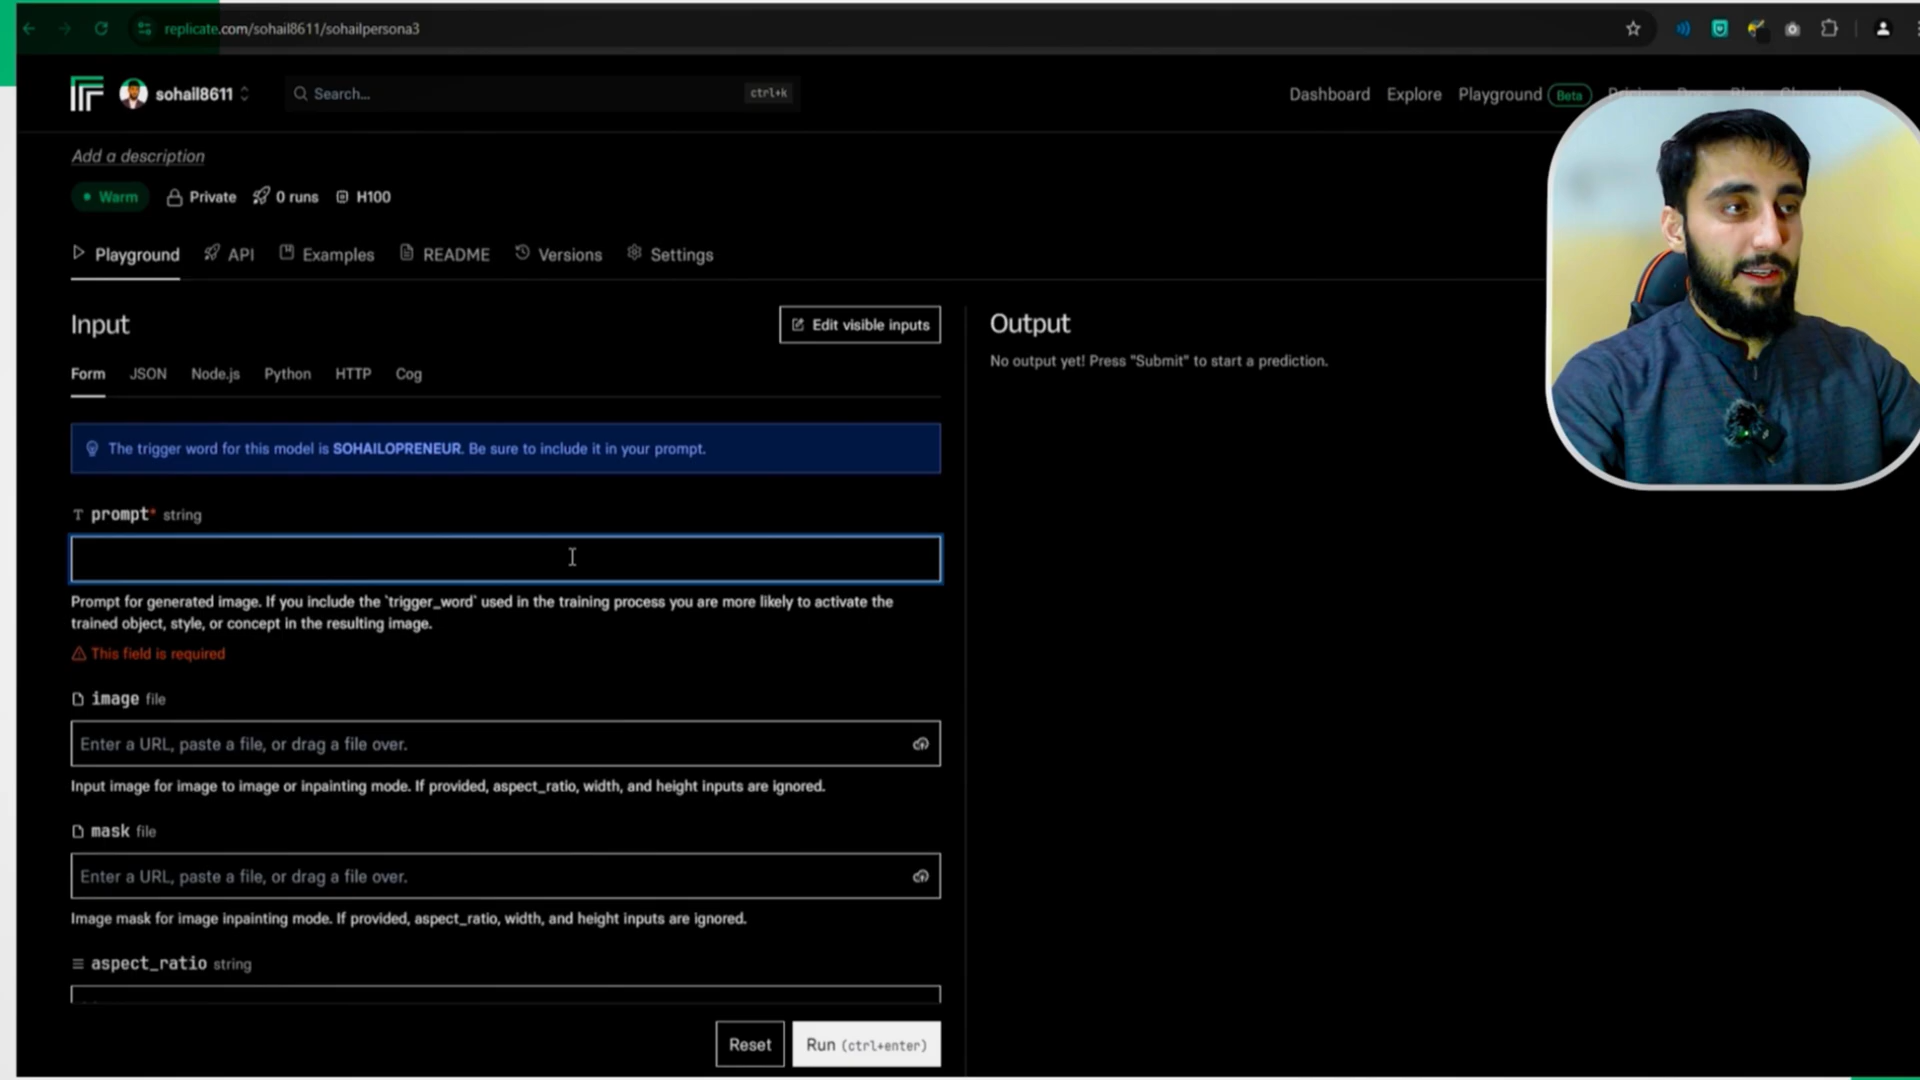 replicate.com/sohail8611/sohailpersona3
sohail8611
Search...
ctrl+k
Dashboard
Explore
Playground
Beta
Add a description
Warm
Private
0 runs
H100
Playground
API
Examples
README
Versions
Settings
Input
Edit visible inputs
Output
No output yet! Press "Submit" to start a prediction.
Form
JSON
Node.js
Python
HTTP
Cog
The trigger word for this model is SOHAILOPRENEUR. Be sure to include it in your prompt.
prompt* string
Prompt for generated image. If you include the `trigger_word` used in the training process you are more likely to activate the
trained object, style, or concept in the resulting image.
This field is required
image file
Enter a URL, paste a file, or drag a file over.
Input image for image to image or inpainting mode. If provided, aspect_ratio, width, and height inputs are ignored.
mask file
Enter a URL, paste a file, or drag a file over.
Image mask for image inpainting mode. If provided, aspect_ratio, width, and height inputs are ignored.
aspect_ratio string
Reset
Run (ctrl+enter)